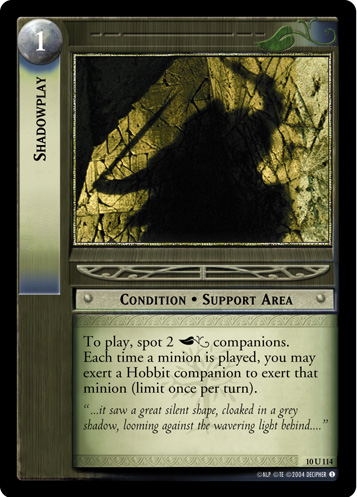 1
SHADOWPLAY
CONDITION • SUPPORT AREA
To play, spot 2 companions.
Each time a minion is played, you may
exert a Hobbit companion to exert that
minion (limit once per turn).
“...it saw a great silent shape, cloaked in a grey
shadow, looming against the wavering light behind....”
10 U 114
©NLP ©TE ©2004 DECIPHER